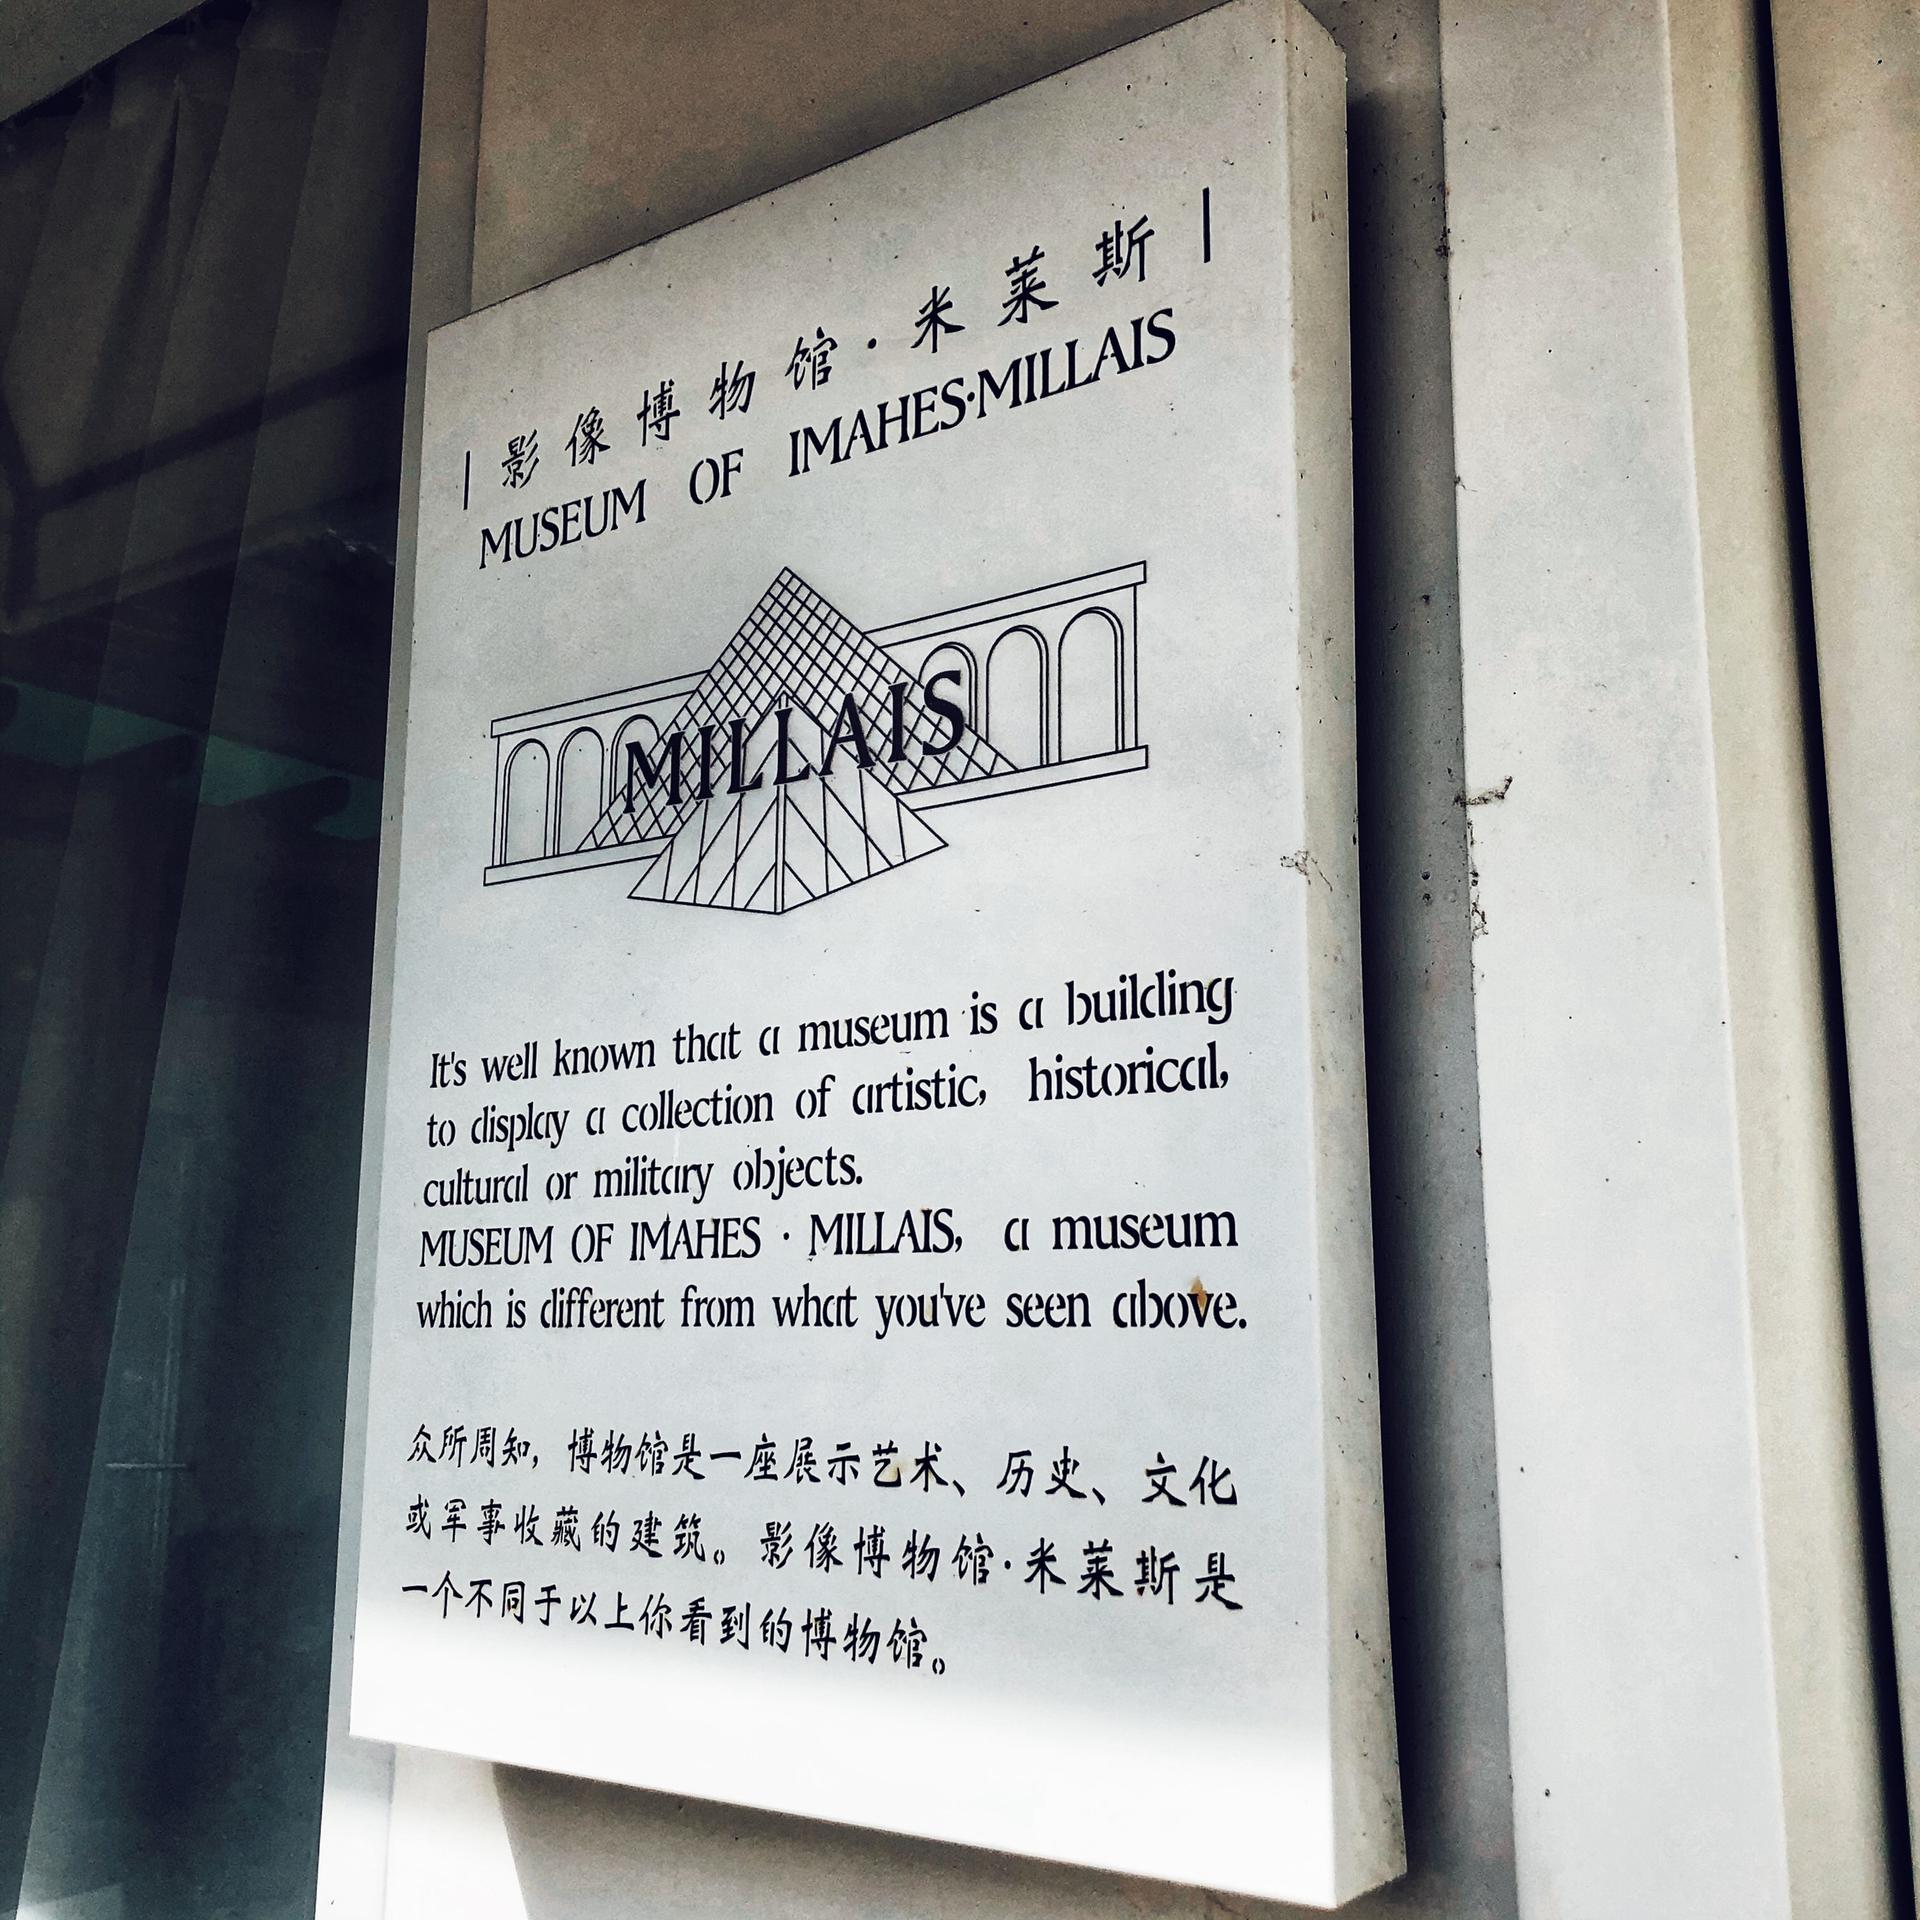 | 影像博物馆·米莱斯 |
MUSEUM OF IMAHES·MILLAIS
MILLAIS
It's well known that a museum is a building
to display a collection of artistic, historical,
cultural or military objects.
MUSEUM OF IMAHES · MILLAIS, a museum
which is different from what you've seen above.
众所周知，博物馆是一座展示艺术、历史、文化
或军事收藏的建筑。影像博物馆·米莱斯是
一个不同于以上你看到的博物馆。